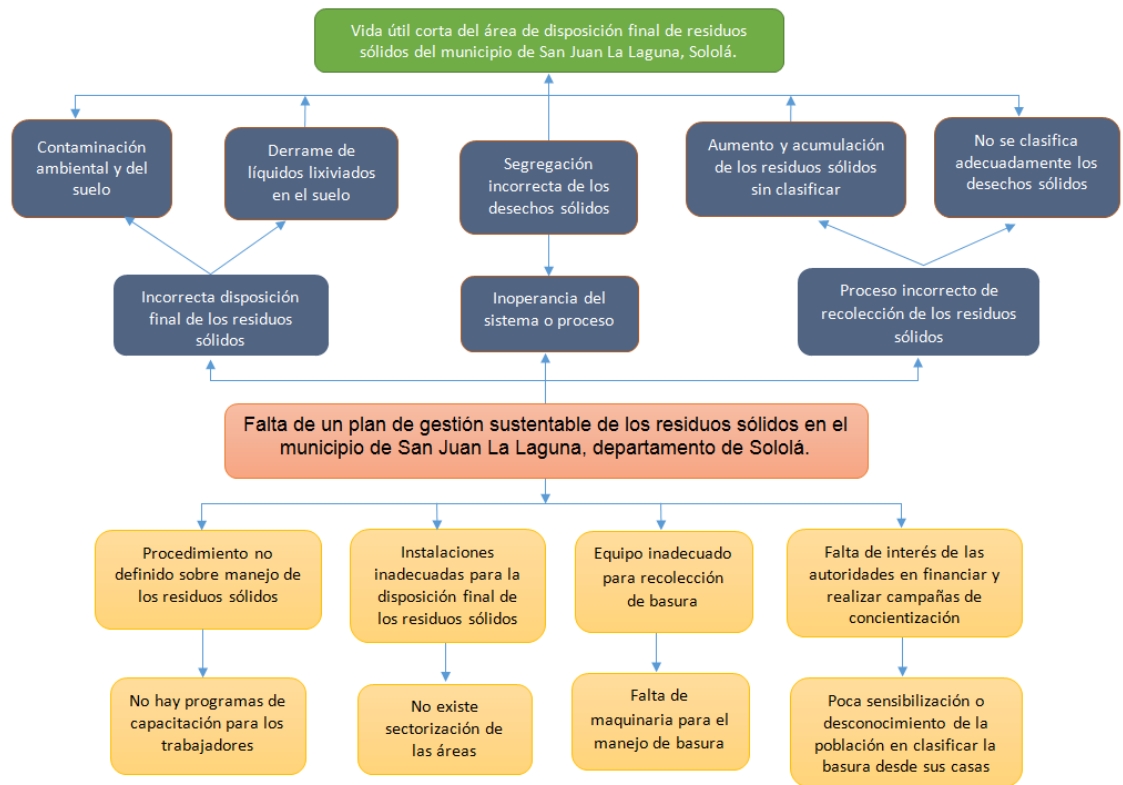 Vida útil corta del área de disposición final de residuos
sólidos del municipio de San Juan La Laguna, Sololá.
Contaminación
ambiental y del
suelo
Derrame de
líquidos lixiviados
en el suelo
Segregación
incorrecta de los
desechos sólidos
Aumento y acumulación
de los residuos sólidos
sin clasificar
No se clasifica
adecuadamente los
desechos sólidos
Incorrecta disposición
final de los residuos
sólidos
Inoperancia del
sistema o proceso
Proceso incorrecto de
recolección de los residuos
sólidos
Falta de un plan de gestión sustentable de los residuos sólidos en el
municipio de San Juan La Laguna, departamento de Sololá.
Procedimiento no
definido sobre manejo de
los residuos sólidos
Instalaciones
inadecuadas para la
disposición final de
los residuos sólidos
Equipo inadecuado
para recolección
de basura
Falta de interés de las
autoridades en financiar y
realizar campañas de
concientización
No hay programas de
capacitación para los
trabajadores
No existe
sectorización de
las áreas
Falta de
maquinaria para el
manejo de basura
Poca sensibilización o
desconocimiento de la
población en clasificar la
basura desde sus casas